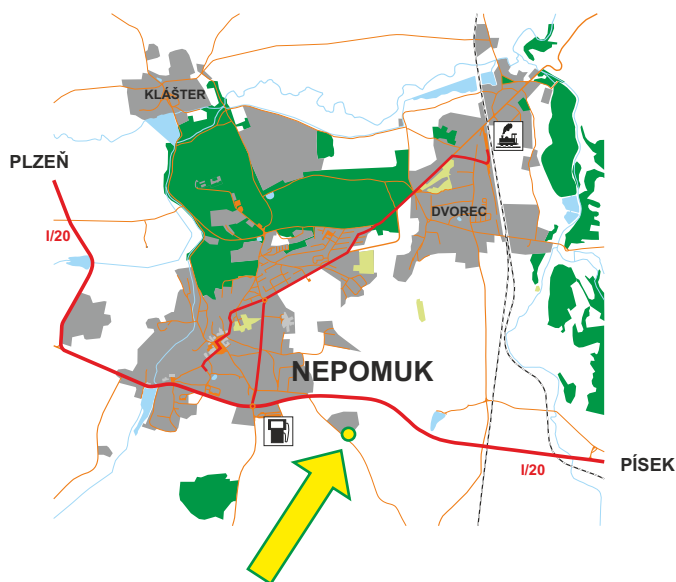 KLÁŠTER
PLZEŇ
I/20
DVOREC
NEPOMUK
I/20
PÍSEK